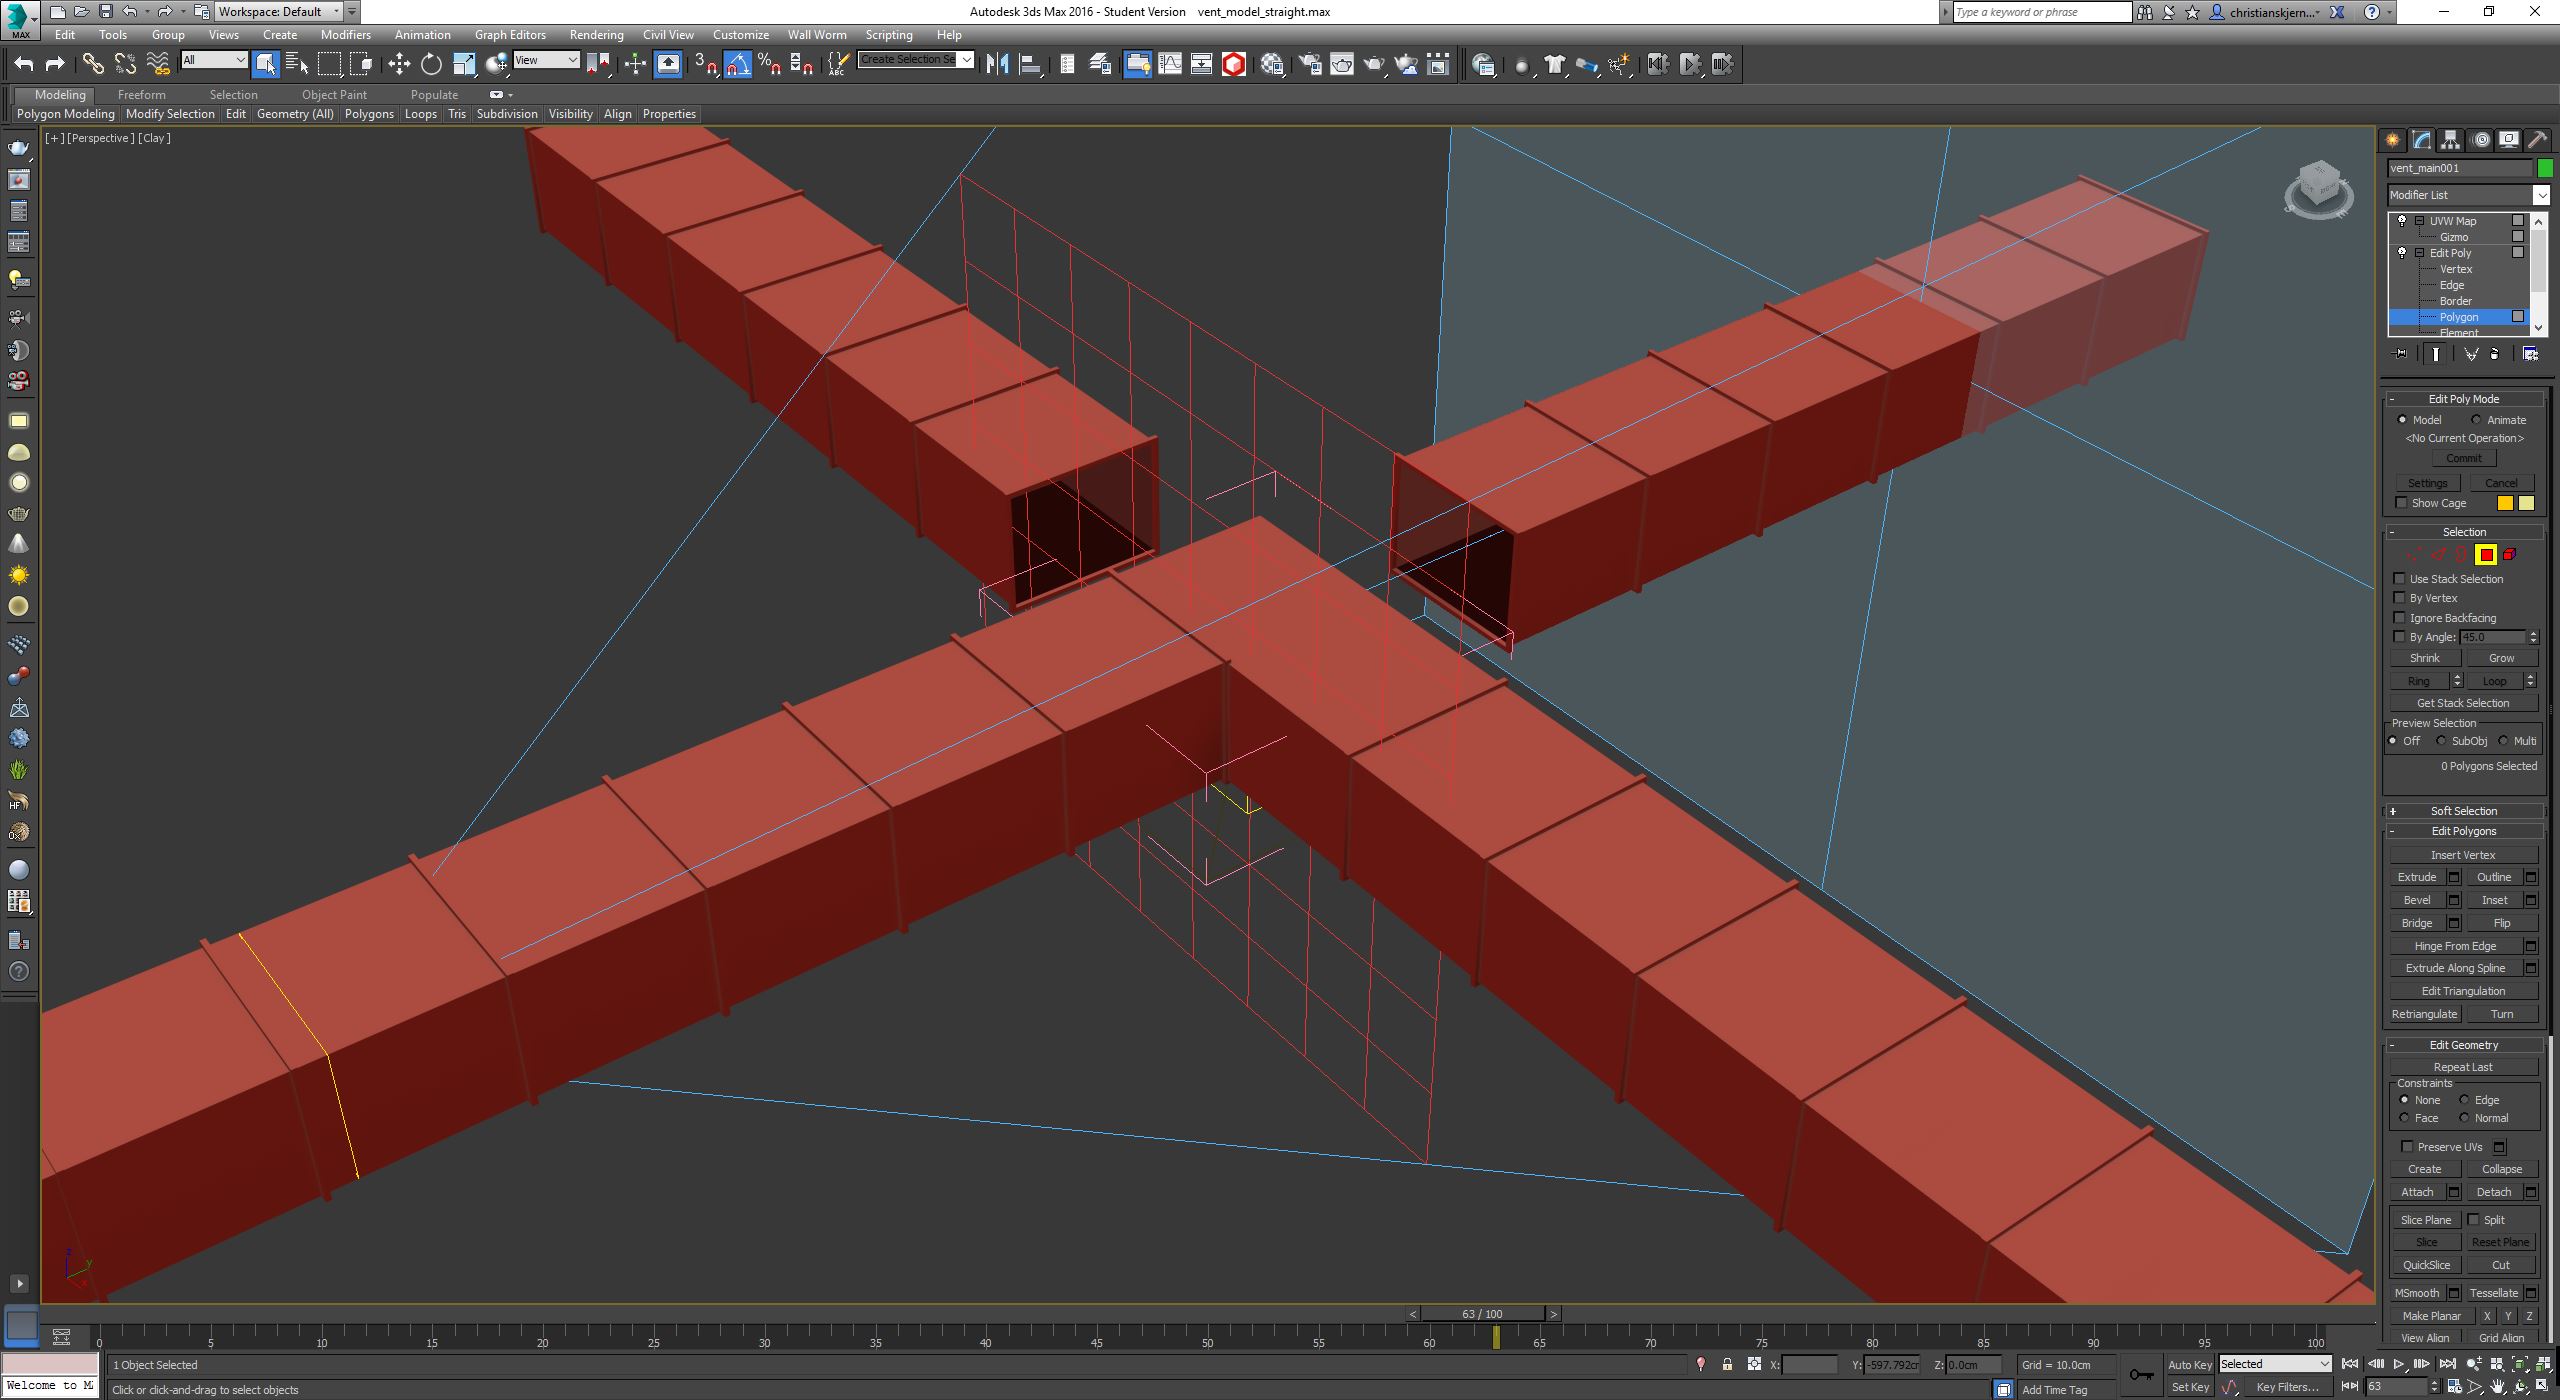 Workspace: Default
Autodesk 3ds Max 2016 - Student Version vent_model_straight.max
Type a keyword or phrase
christianskjern...
MAX
Edit Tools Group Views Create Modifiers Animation Graph Editors Rendering Civil View Customize Wall Worm Scripting Help
All
View
3
%
ABC
Create Selection Se
Modeling Freeform Selection Object Paint Populate
Polygon Modeling Modify Selection Edit Geometry (All) Polygons Loops Tris Subdivision Visibility Align Properties
[+] [Perspective] [Clay]
vent_main001
Modifier List
UVW Map
Gizmo
Edit Poly
Vertex
Edge
Border
Polygon
Element
- Edit Poly Mode
Model Animate
<No Current Operation>
Commit
Settings Cancel
Show Cage
- Selection
Use Stack Selection
By Vertex
Ignore Backfacing
By Angle: 45.0
Shrink Grow
Ring Loop
Get Stack Selection
Preview Selection
Off SubObj Multi
0 Polygons Selected
+ Soft Selection
- Edit Polygons
Insert Vertex
Extrude Outline
Bevel Inset
Bridge Flip
Hinge From Edge
Extrude Along Spline
Edit Triangulation
Retriangulate Turn
- Edit Geometry
Repeat Last
Constraints
None Edge
Face Normal
Preserve UVs
Create Collapse
Attach Detach
Slice Plane Split
Slice Reset Plane
QuickSlice Cut
MSmooth Tessellate
Make Planar X Y Z
View Align Grid Align
HF
z
y
x
< 63 / 100 >
0 5 10 15 20 25 30 35 40 45 50 55 60 65 70 75 80 85 90 95 100
1 Object Selected
X: Y: -597.792cm Z: 0.0cm Grid = 10.0cm
Auto Key Selected
Welcome to M
Click or click-and-drag to select objects
Add Time Tag
Set Key Key Filters... 63